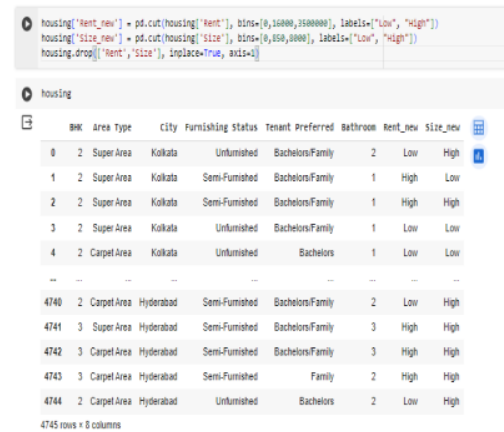 housing['Rent_new'] = pd.cut(housing['Rent'], bins=[0,16000,3500000], labels=["Low", "High"])
housing['Size_new'] = pd.cut(housing['Size'], bins=[0,850,8000], labels=["Low", "High"])
housing.drop(['Rent','Size'], inplace=True, axis=1)
housing
BHK Area Type City Furnishing Status Tenant Preferred Bathroom Rent_new Size_new
0 2 Super Area Kolkata Unfurnished Bachelors/Family 2 Low High
1 2 Super Area Kolkata Semi-Furnished Bachelors/Family 1 High Low
2 2 Super Area Kolkata Semi-Furnished Bachelors/Family 1 High High
3 2 Super Area Kolkata Unfurnished Bachelors/Family 1 Low Low
4 2 Carpet Area Kolkata Unfurnished Bachelors 1 Low Low
... ... ... ... ... ... ... ... ...
4740 2 Carpet Area Hyderabad Semi-Furnished Bachelors/Family 2 Low High
4741 3 Super Area Hyderabad Semi-Furnished Bachelors/Family 3 High High
4742 3 Carpet Area Hyderabad Semi-Furnished Bachelors/Family 3 High High
4743 3 Carpet Area Hyderabad Semi-Furnished Family 2 High High
4744 2 Carpet Area Hyderabad Unfurnished Bachelors 2 Low High
4745 rows × 8 columns